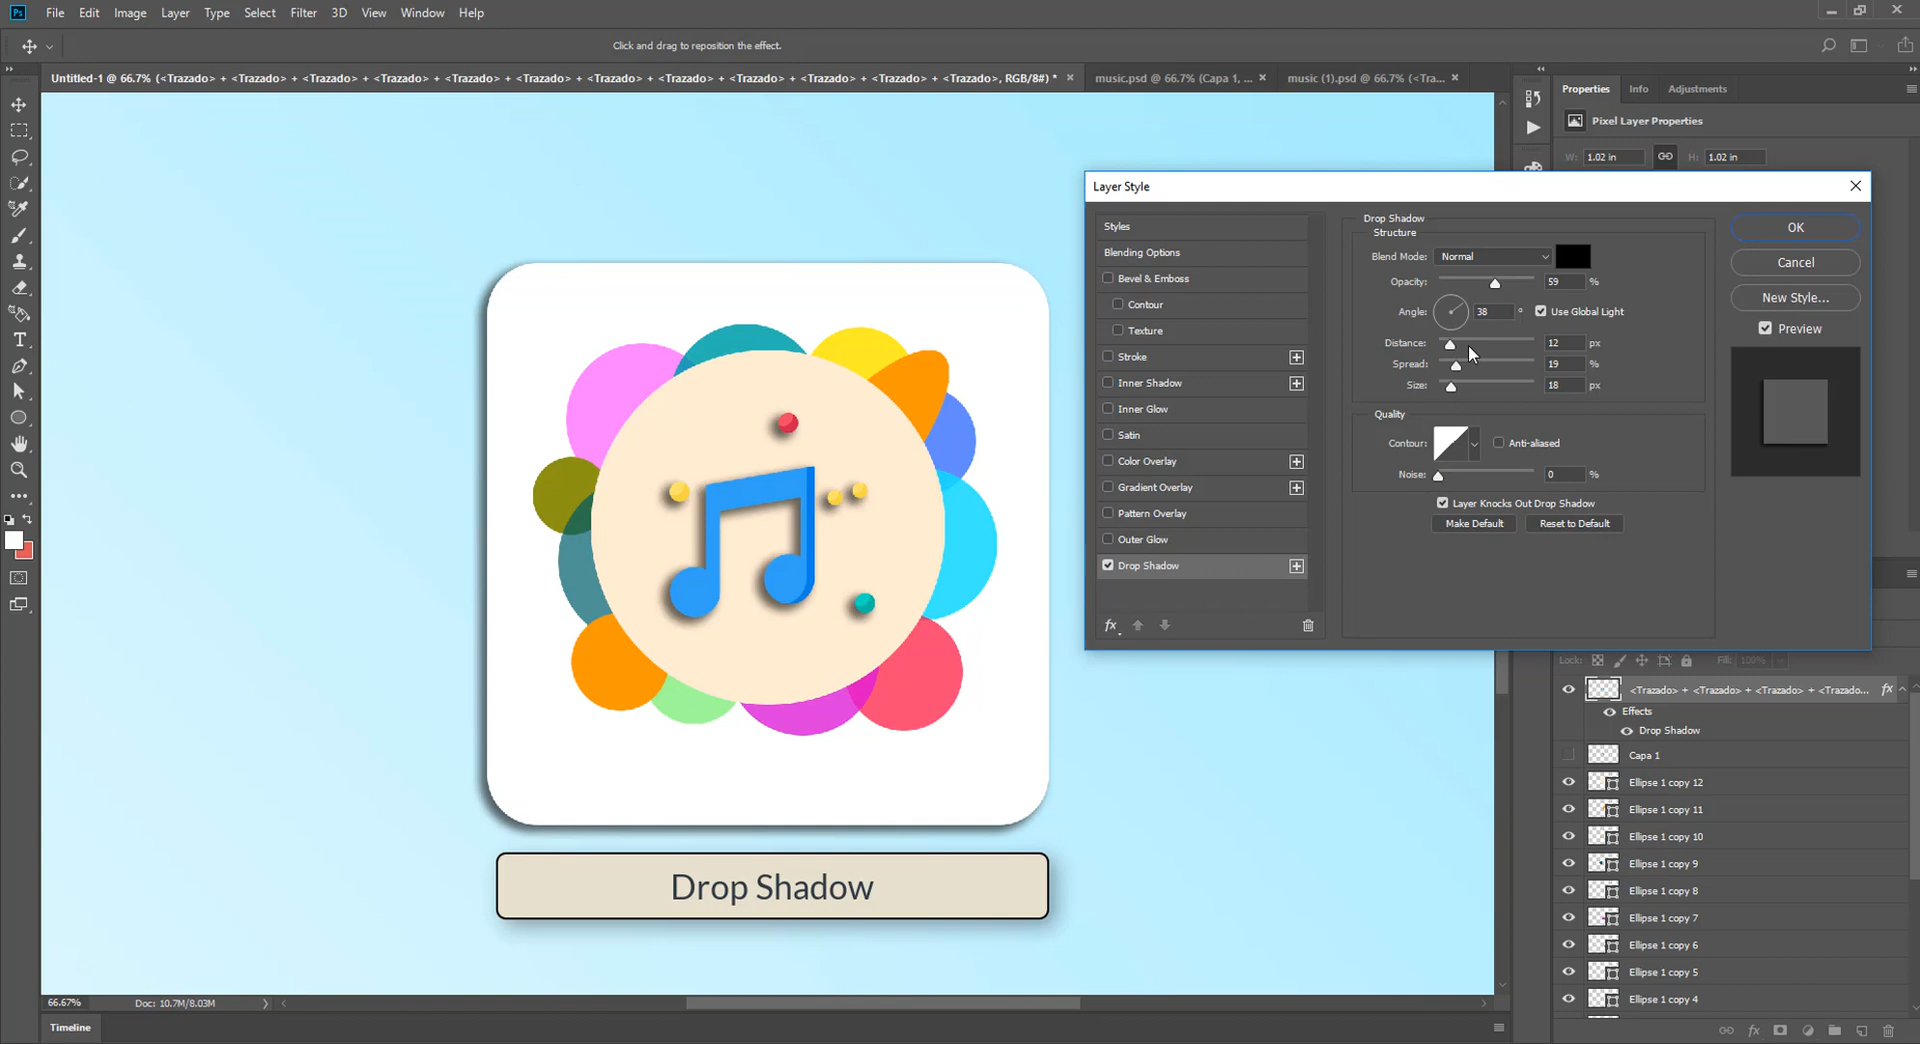 Ps File Edit Image Layer Type Select Filter 3D View Window Help
Click and drag to reposition the effect.
Untitled-1 @ 66.7% (<Trazado> + <Trazado> + <Trazado> + <Trazado> + <Trazado> + <Trazado> + <Trazado> + <Trazado> + <Trazado> + <Trazado> + <Trazado> + <Trazado>, RGB/8#) *
music.psd @ 66.7% (Capa 1, ...
music (1).psd @ 66.7% (<Tra...
Properties Info Adjustments
Pixel Layer Properties
W: 1.02 in H: 1.02 in
Layer Style
Styles
Blending Options
Bevel & Emboss
Contour
Texture
Stroke
Inner Shadow
Inner Glow
Satin
Color Overlay
Gradient Overlay
Pattern Overlay
Outer Glow
Drop Shadow
fx
Drop Shadow
Structure
Blend Mode: Normal
Opacity: 59 %
Angle: 38 ° Use Global Light
Distance: 12 px
Spread: 19 %
Size: 18 px
Quality
Contour: Anti-aliased
Noise: 0 %
Layer Knocks Out Drop Shadow
Make Default Reset to Default
OK
Cancel
New Style...
Preview
Drop Shadow
Lock: Fill: 100%
<Trazado> + <Trazado> + <Trazado> + <Trazado... fx
Effects
Drop Shadow
Capa 1
Ellipse 1 copy 12
Ellipse 1 copy 11
Ellipse 1 copy 10
Ellipse 1 copy 9
Ellipse 1 copy 8
Ellipse 1 copy 7
Ellipse 1 copy 6
Ellipse 1 copy 5
Ellipse 1 copy 4
fx
66.67% Doc: 10.7M/8.03M
Timeline